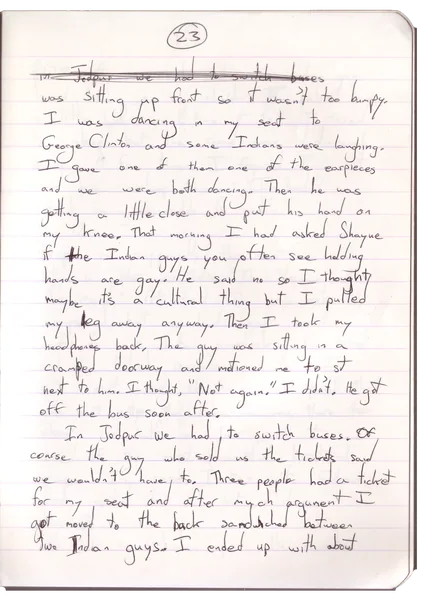 23
In Jodpur we had to switch buses
was sitting up front so it wasn't too bumpy.
I was dancing in my seat to
George Clinton and some Indians were laughing.
I gave one of them one of the earpieces
and we were both dancing. Then he was
getting a little close and put his hand on
my knee. That morning I had asked Shayne
if the Indian guys you often see holding
hands are gay. He said no so I thought
maybe it's a cultural thing but I pulled
my leg away anyway. Then I took my
headphones back. The guy was sitting in a
cramped doorway and motioned me to sit
next to him. I thought, "Not again." I didn't. He got
off the bus soon after.
In Jodpur we had to switch buses. Of
course the guy who sold us the tickets said
we wouldn't have to. Three people had a ticket
for my seat and after much argument I
got moved to the back sandwiched between
two Indian guys. I ended up with about